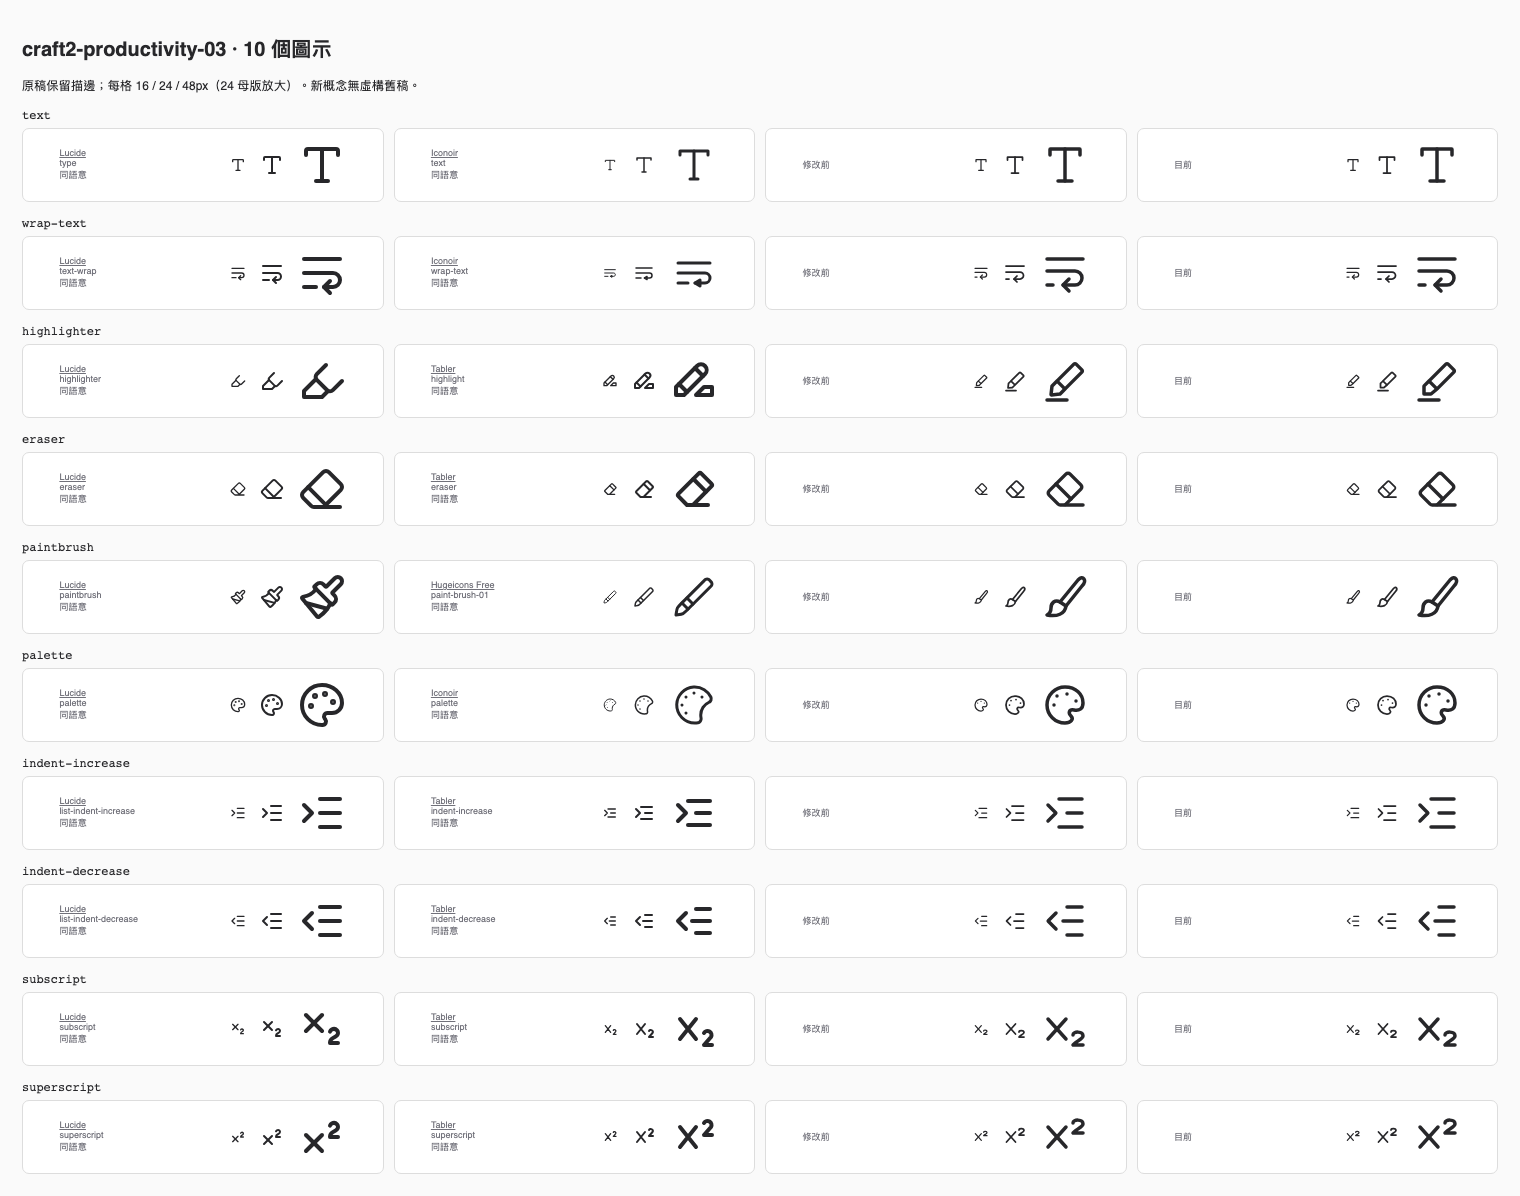 craft2-productivity-03 · 10 個圖示
原稿保留描邊；每格 16 / 24 / 48px（24 母版放大）。新概念無虛構舊稿。
text
Lucide
type
同語意
Iconoir
text
同語意
修改前
目前
wrap-text
Lucide
text-wrap
同語意
Iconoir
wrap-text
同語意
修改前
目前
highlighter
Lucide
highlighter
同語意
Tabler
highlight
同語意
修改前
目前
eraser
Lucide
eraser
同語意
Tabler
eraser
同語意
修改前
目前
paintbrush
Lucide
paintbrush
同語意
Hugeicons Free
paint-brush-01
同語意
修改前
目前
palette
Lucide
palette
同語意
Iconoir
palette
同語意
修改前
目前
indent-increase
Lucide
list-indent-increase
同語意
Tabler
indent-increase
同語意
修改前
目前
indent-decrease
Lucide
list-indent-decrease
同語意
Tabler
indent-decrease
同語意
修改前
目前
subscript
Lucide
subscript
同語意
Tabler
subscript
同語意
修改前
目前
superscript
Lucide
superscript
同語意
Tabler
superscript
同語意
修改前
目前